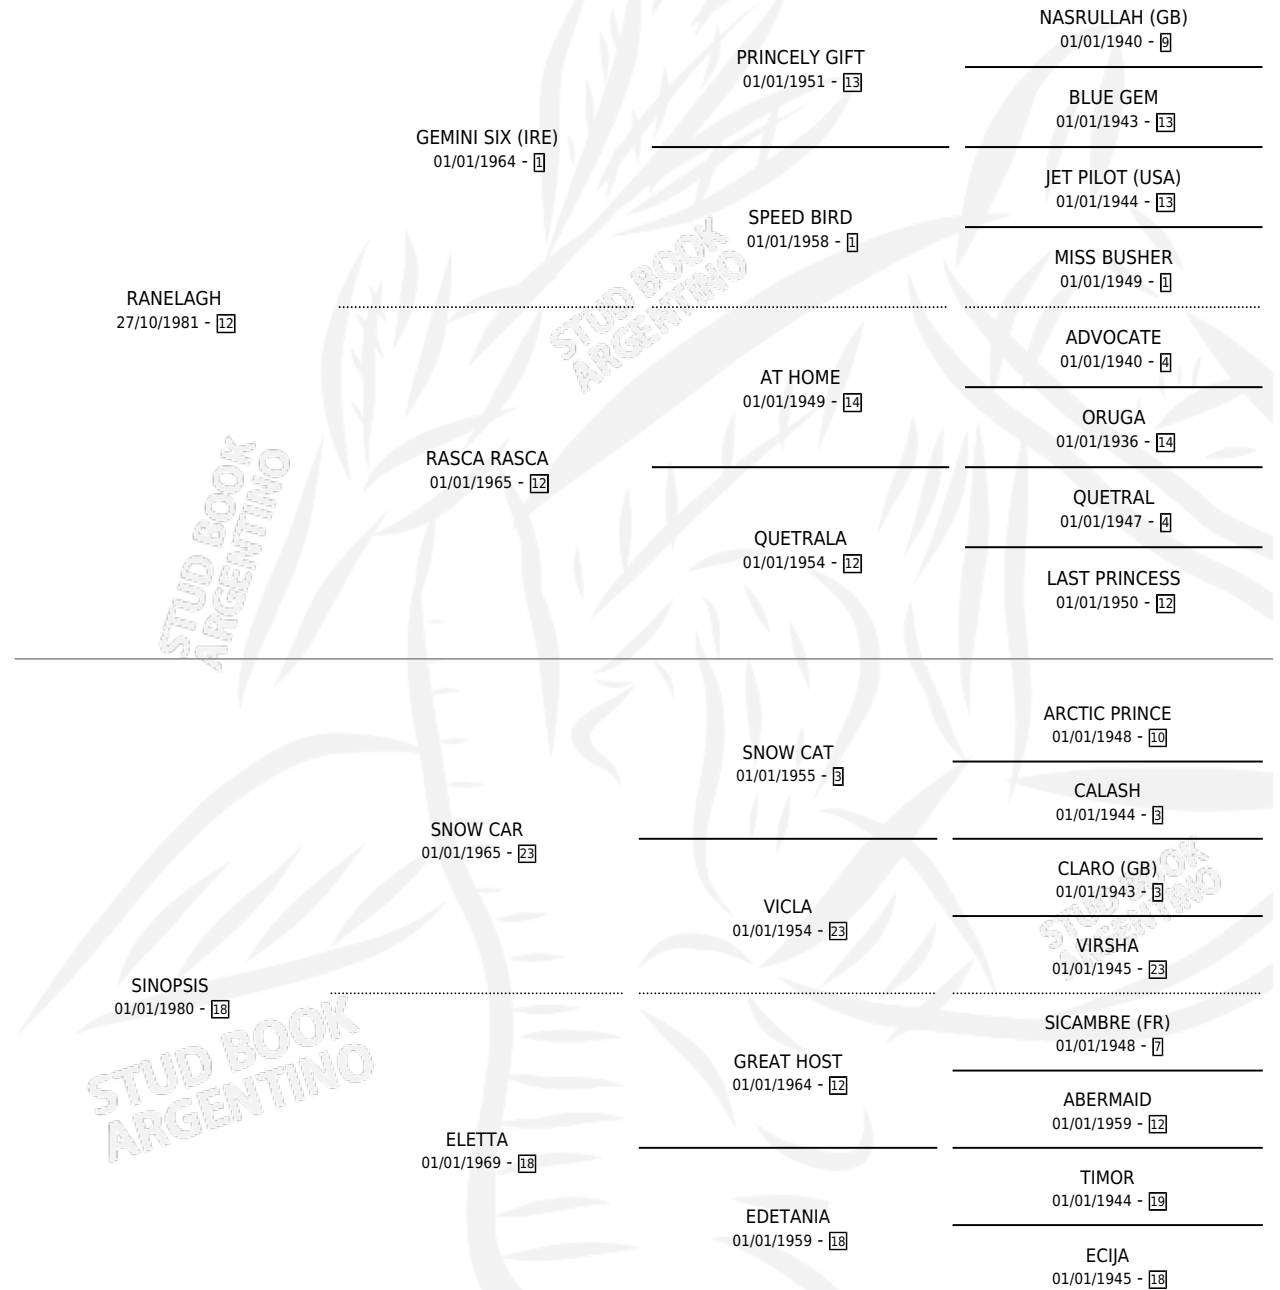 NASRULLAH (GB)
01/01/1940 - 9
PRINCELY GIFT
01/01/1951 - 13
BLUE GEM
01/01/1943 - 13
GEMINI SIX (IRE)
01/01/1964 - 1
JET PILOT (USA)
01/01/1944 - 13
SPEED BIRD
01/01/1958 - 1
MISS BUSHER
01/01/1949 - 1
RANELAGH
27/10/1981 - 12
STUD BOOK
ARGENTINO
ADVOCATE
01/01/1940 - 4
AT HOME
01/01/1949 - 14
ORUGA
01/01/1936 - 14
RASCA RASCA
01/01/1965 - 12
QUETRAL
01/01/1947 - 4
QUETRALA
01/01/1954 - 12
LAST PRINCESS
01/01/1950 - 12
STUD BOOK
ARGENTINO
ARCTIC PRINCE
01/01/1948 - 10
SNOW CAT
01/01/1955 - 3
CALASH
01/01/1944 - 3
SNOW CAR
01/01/1965 - 23
CLARO (GB)
01/01/1943 - 3
VICLA
01/01/1954 - 23
VIRSHA
01/01/1945 - 23
STUD BOOK
ARGENTINO
SINOPSIS
01/01/1980 - 18
SICAMBRE (FR)
01/01/1948 - 7
GREAT HOST
01/01/1964 - 12
ABERMAID
01/01/1959 - 12
STUD BOOK
ARGENTINO
ELETTA
01/01/1969 - 18
TIMOR
01/01/1944 - 19
EDETANIA
01/01/1959 - 18
ECIJA
01/01/1945 - 18